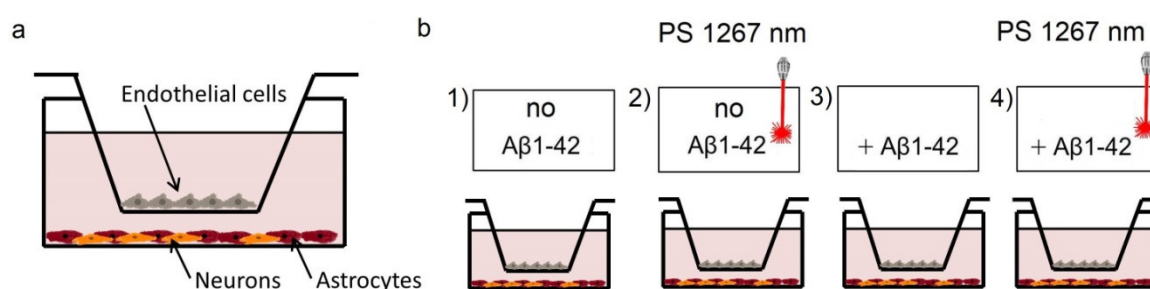 a
Endothelial cells
Neurons
Astrocytes
b
PS 1267 nm
PS 1267 nm
1)
no
Aβ1-42
2)
no
Aβ1-42
3)
+ Aβ1-42
4)
+ Aβ1-42